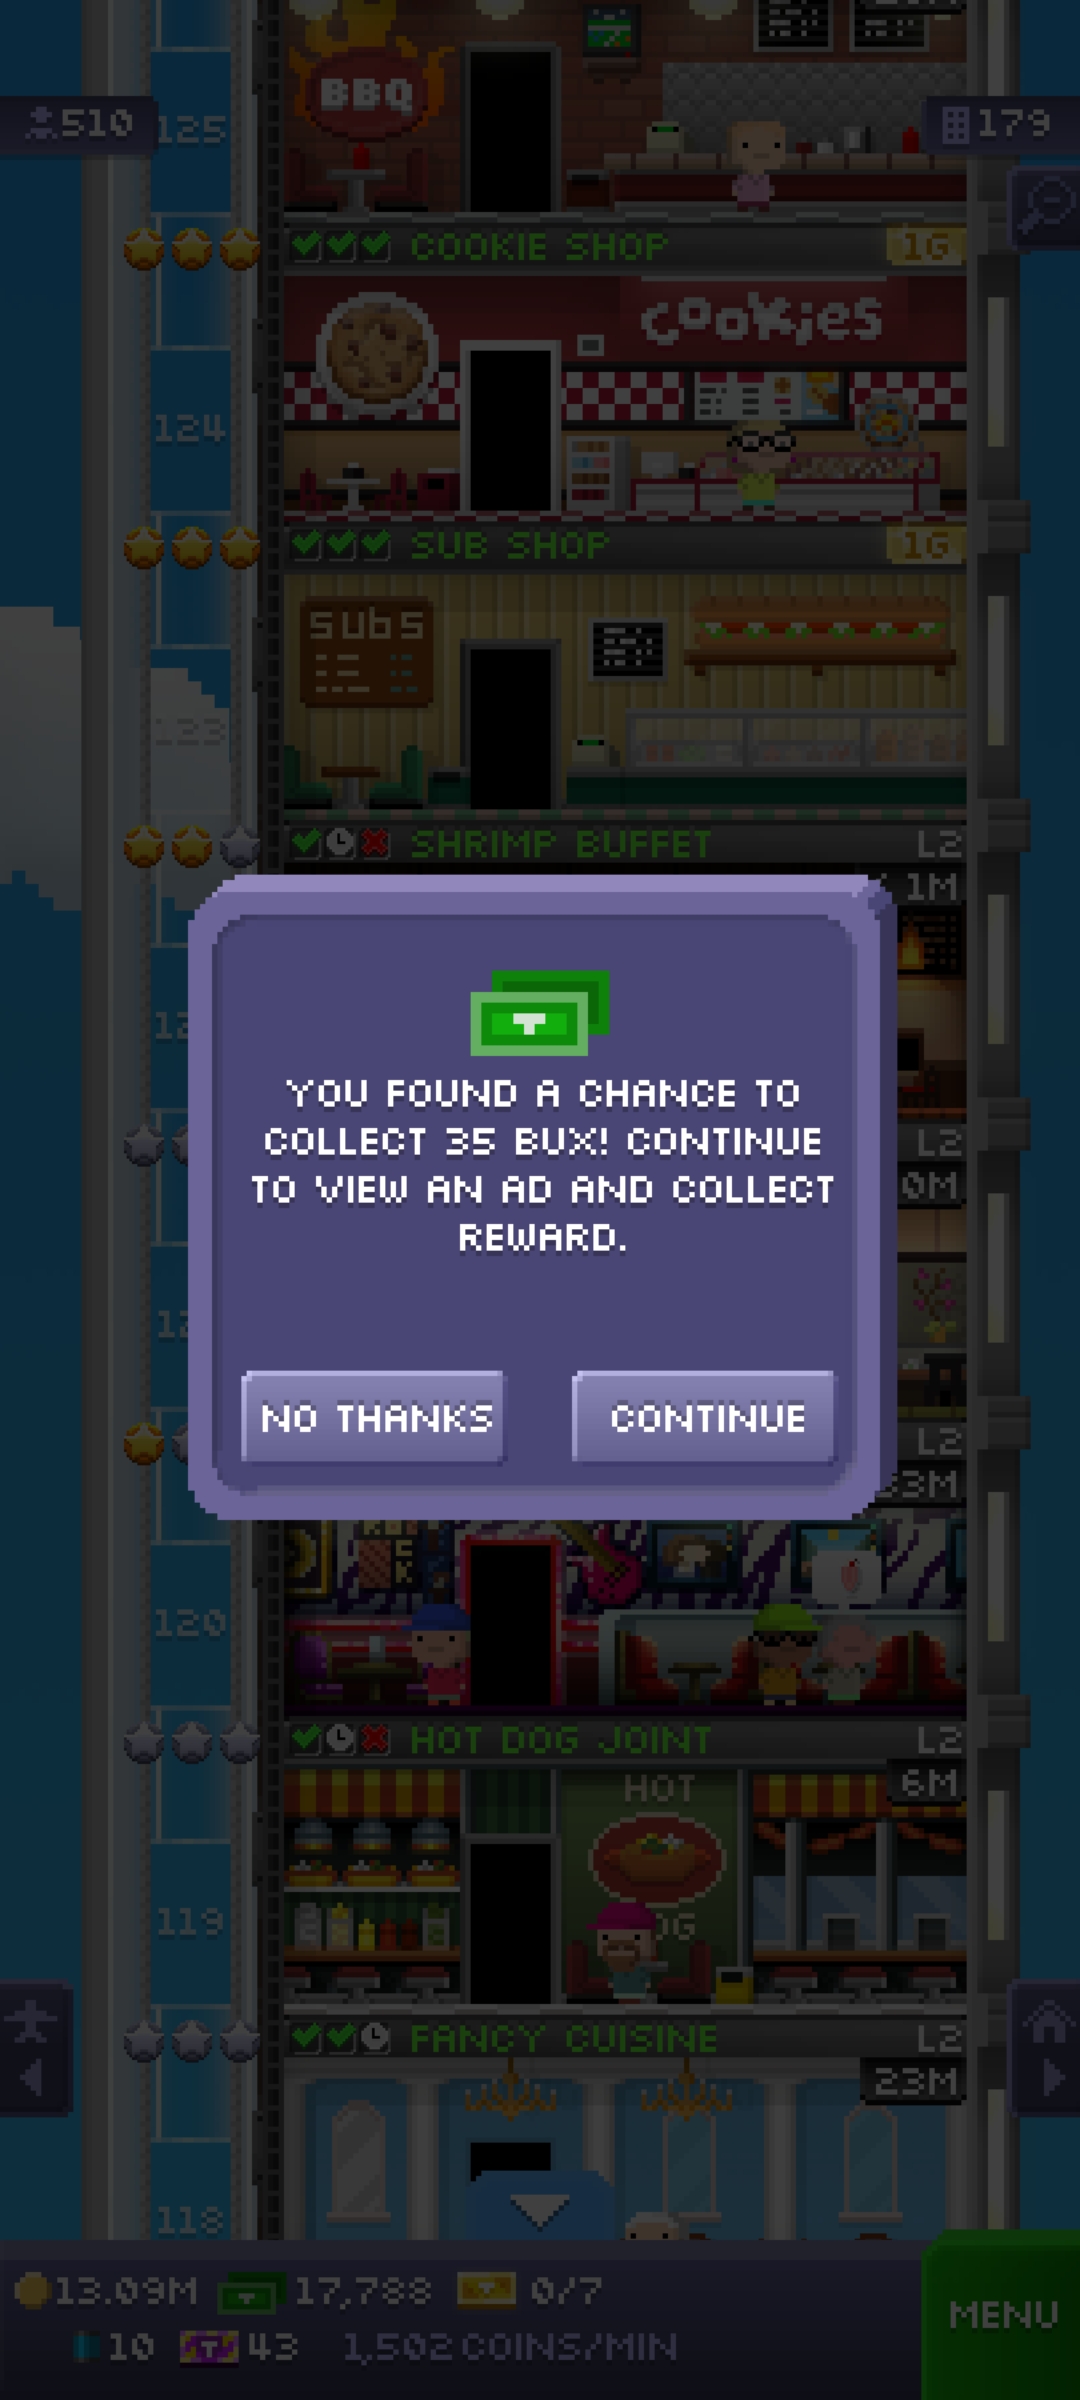 BBQ
510
125
179
COOKIE SHOP
1G
cookies
124
SUB SHOP
1G
subs
123
SHRIMP BUFFET
L2
1M
YOU FOUND A CHANCE TO
COLLECT 35 BUX! CONTINUE
TO VIEW AN AD AND COLLECT
REWARD.
L2
0M
NO THANKS
CONTINUE
L2
33M
120
HOT DOG JOINT
L2
6M
HOT
119
FANCY CUISINE
L2
23M
118
13.09M
17,788
0/7
MENU
10
43
1,502 COINS/MIN